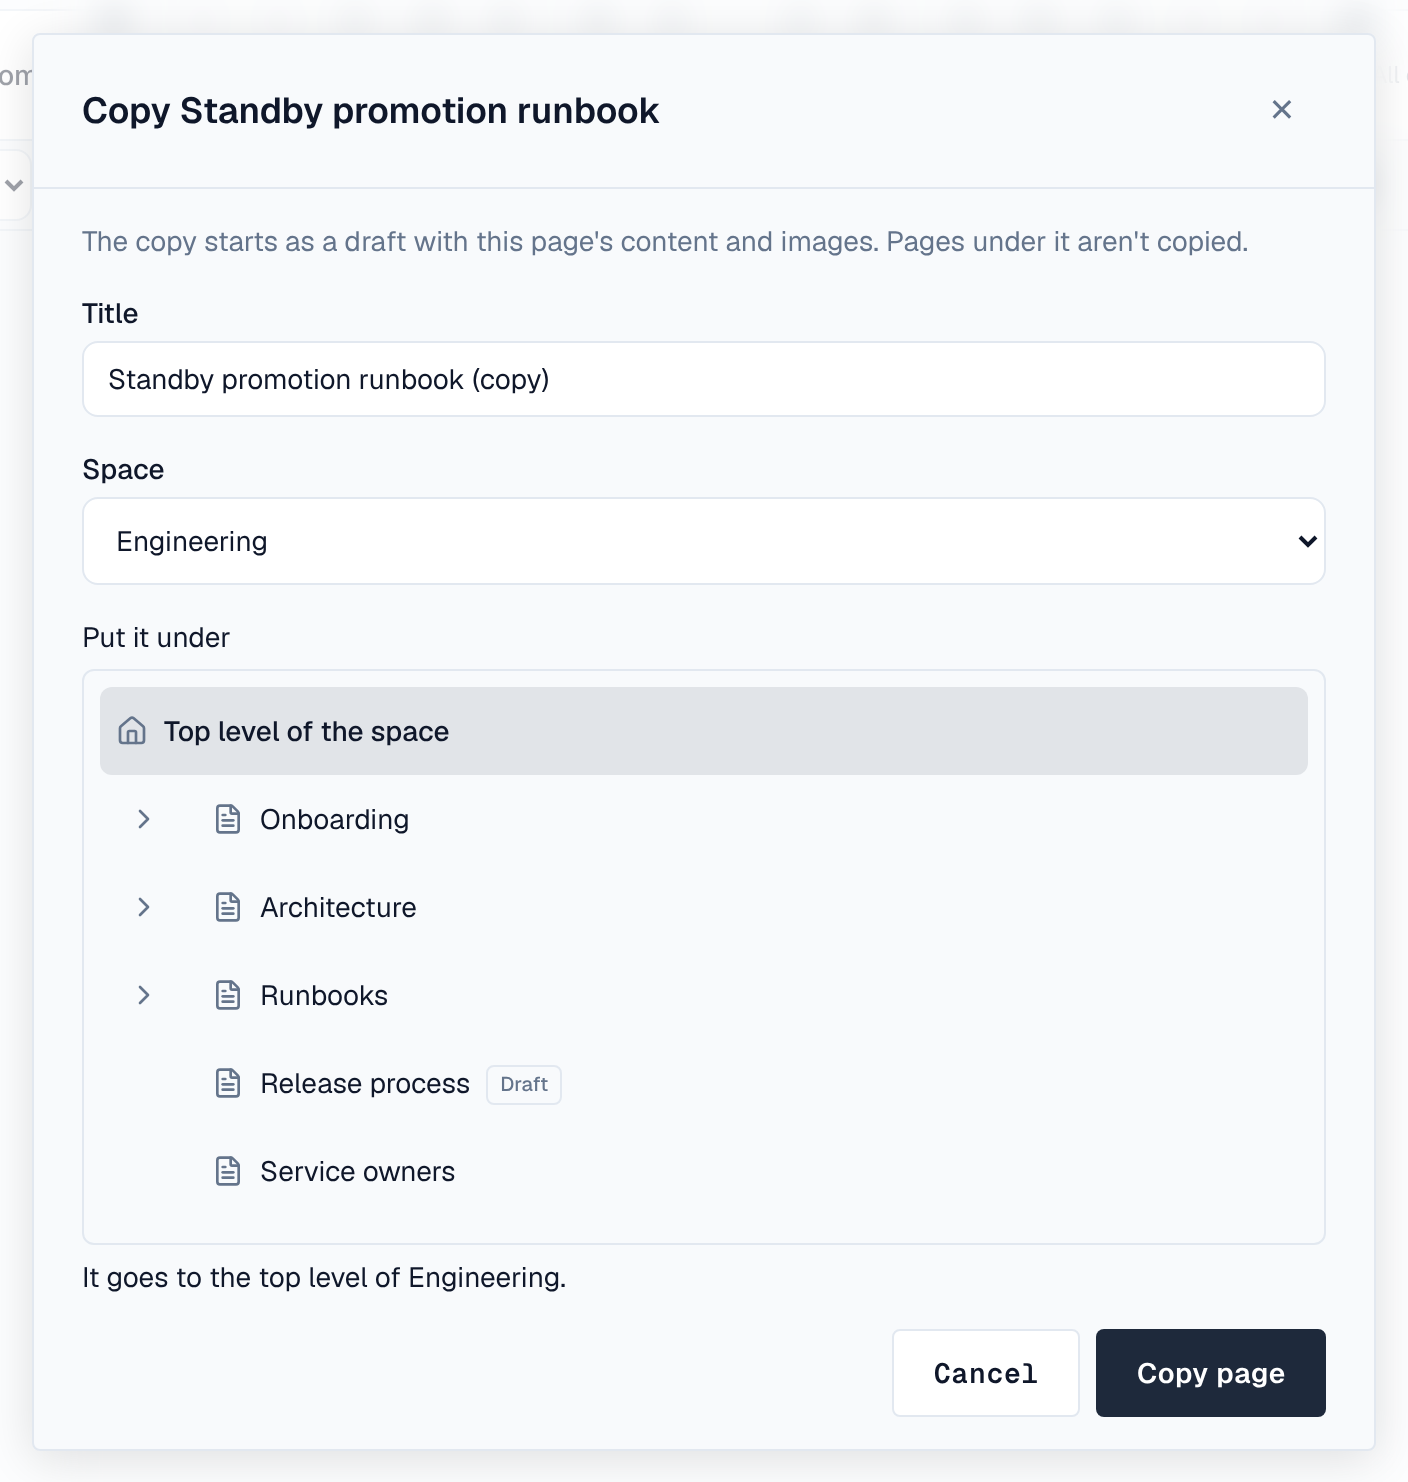 Copy Standby promotion runbook
The copy starts as a draft with this page's content and images. Pages under it aren't copied.
Title
Standby promotion runbook (copy)
Space
Engineering
Put it under
Top level of the space
Onboarding
Architecture
Runbooks
Release process Draft
Service owners
It goes to the top level of Engineering.
Cancel Copy page